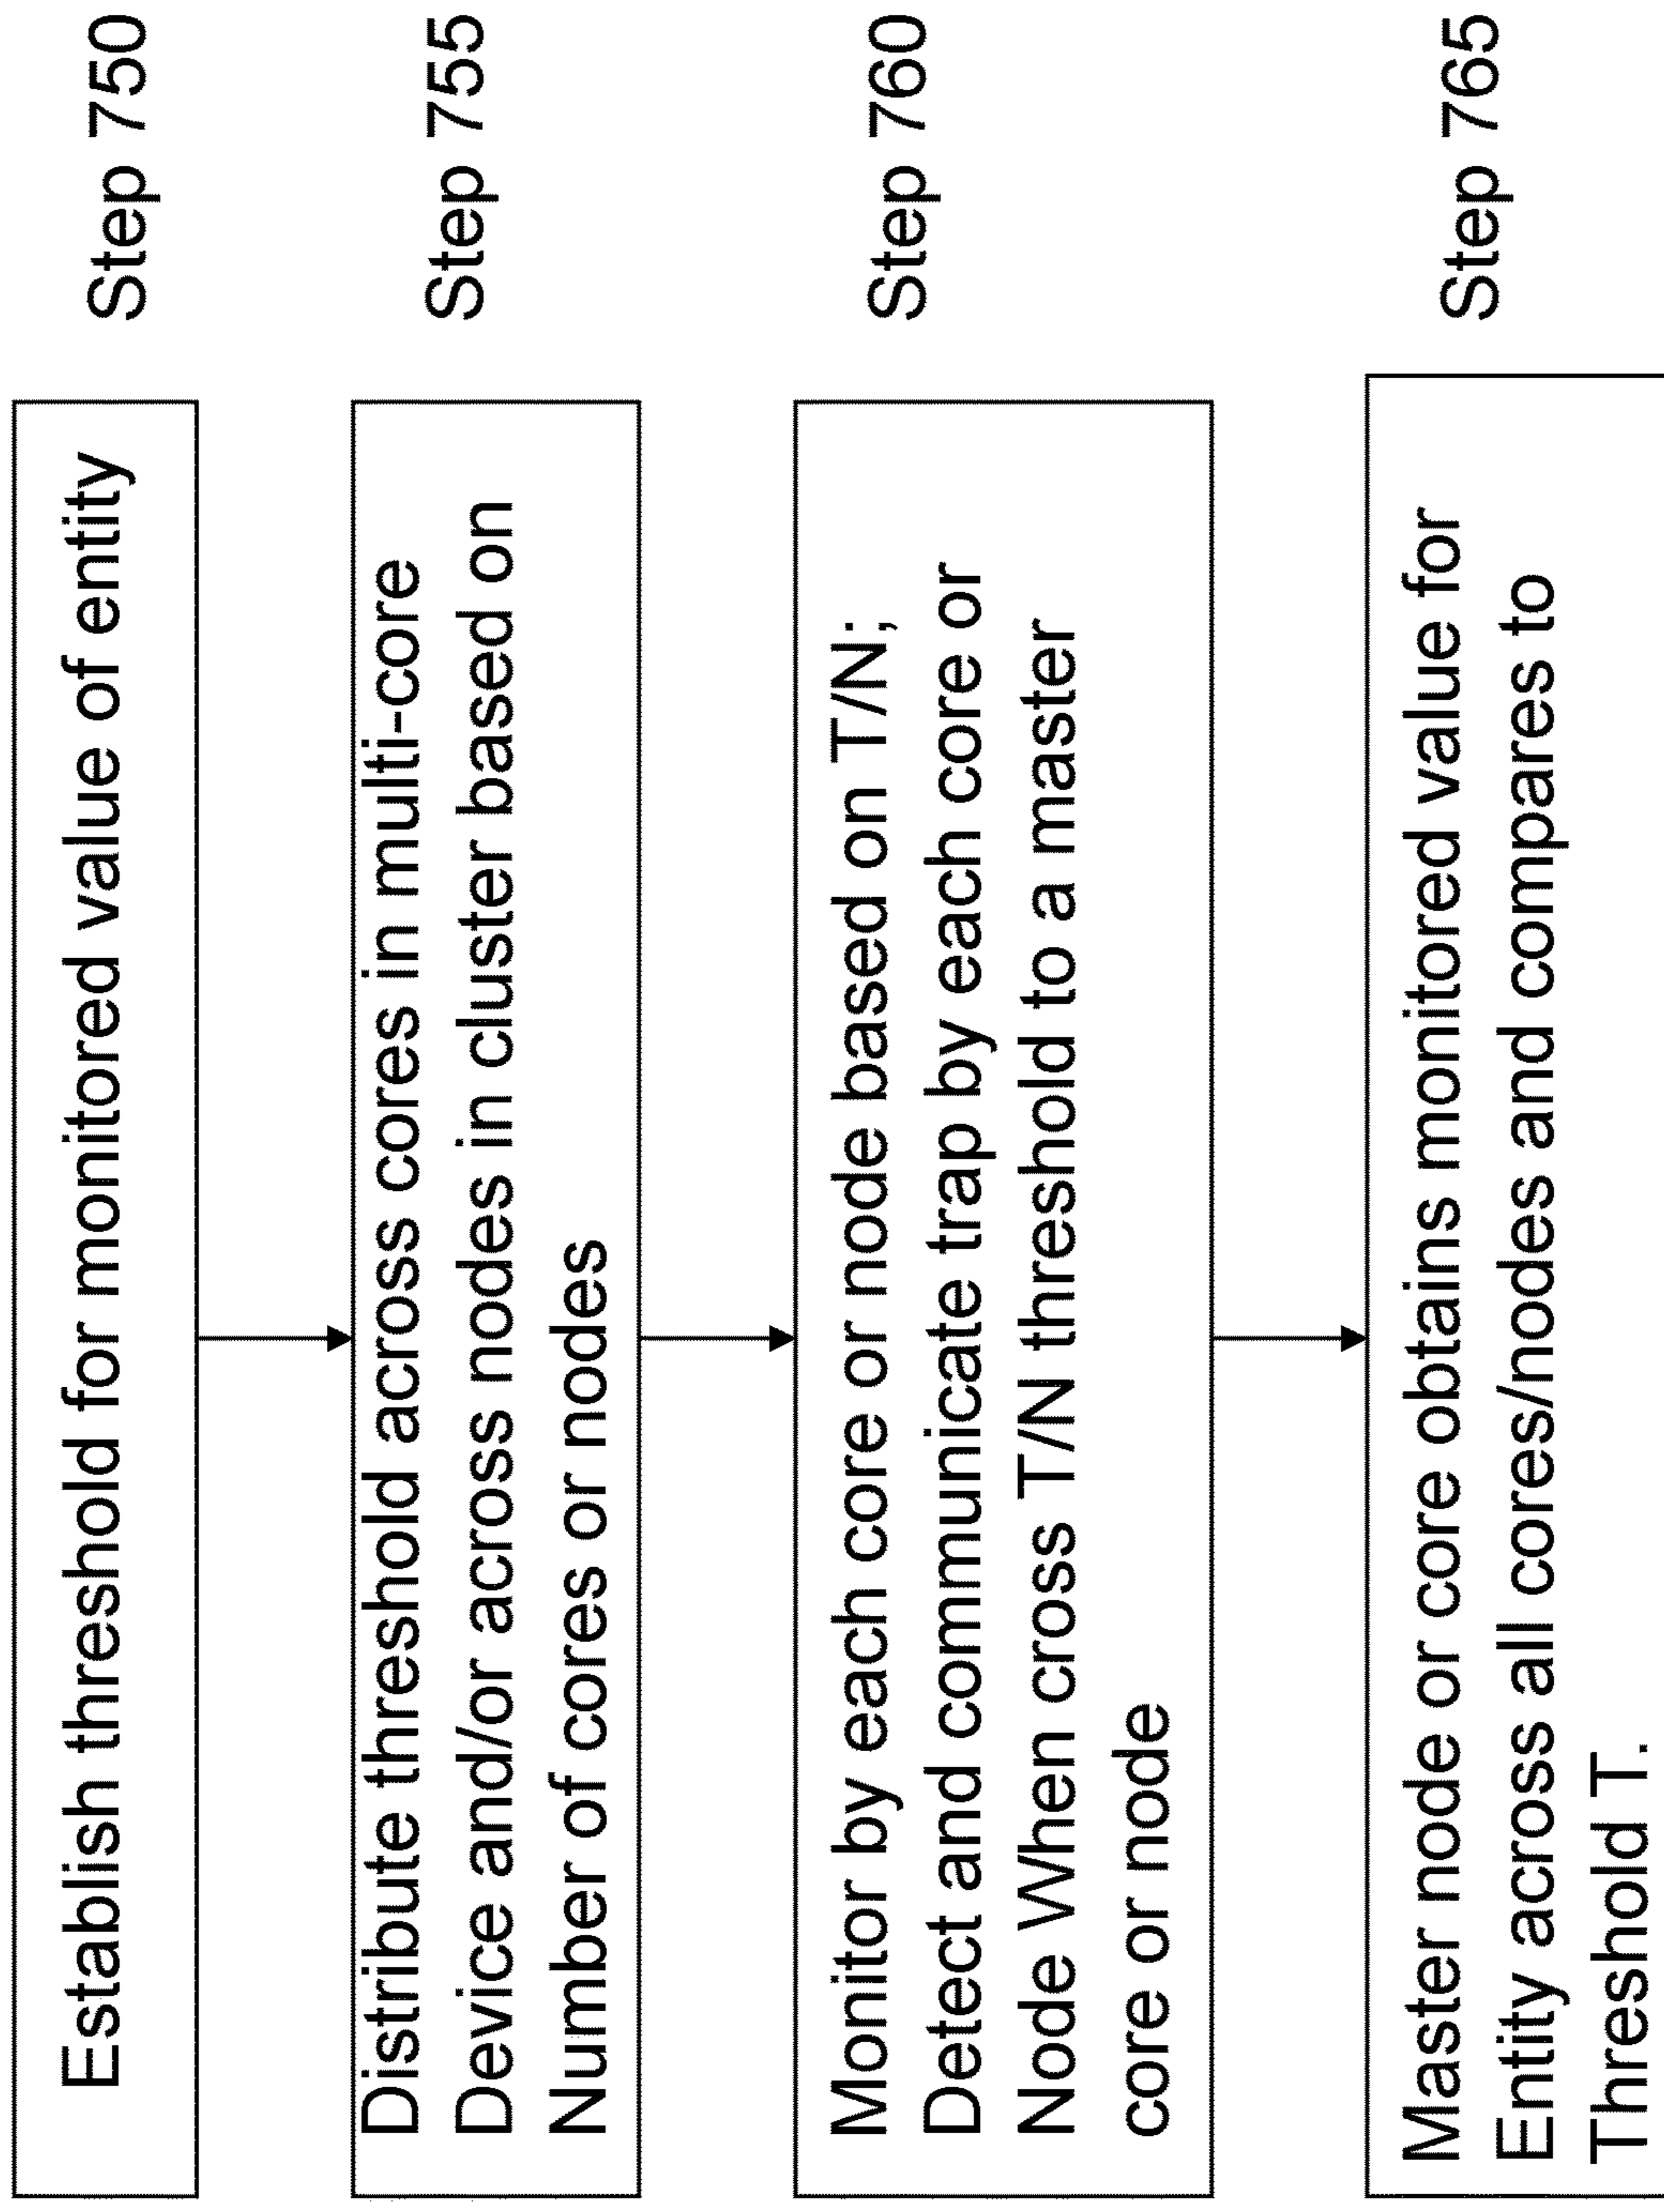 Establish threshold for monitored value of entity
Step 750
Distribute threshold across cores in multi-core
Device and/or across nodes in cluster based on
Number of cores or nodes
Step 755
Monitor by each core or node based on T/N;
Detect and communicate trap by each core or
Node When cross T/N threshold to a master
core or node
Step 760
Master node or core obtains monitored value for
Entity across all cores/nodes and compares to
Threshold T.
Step 765